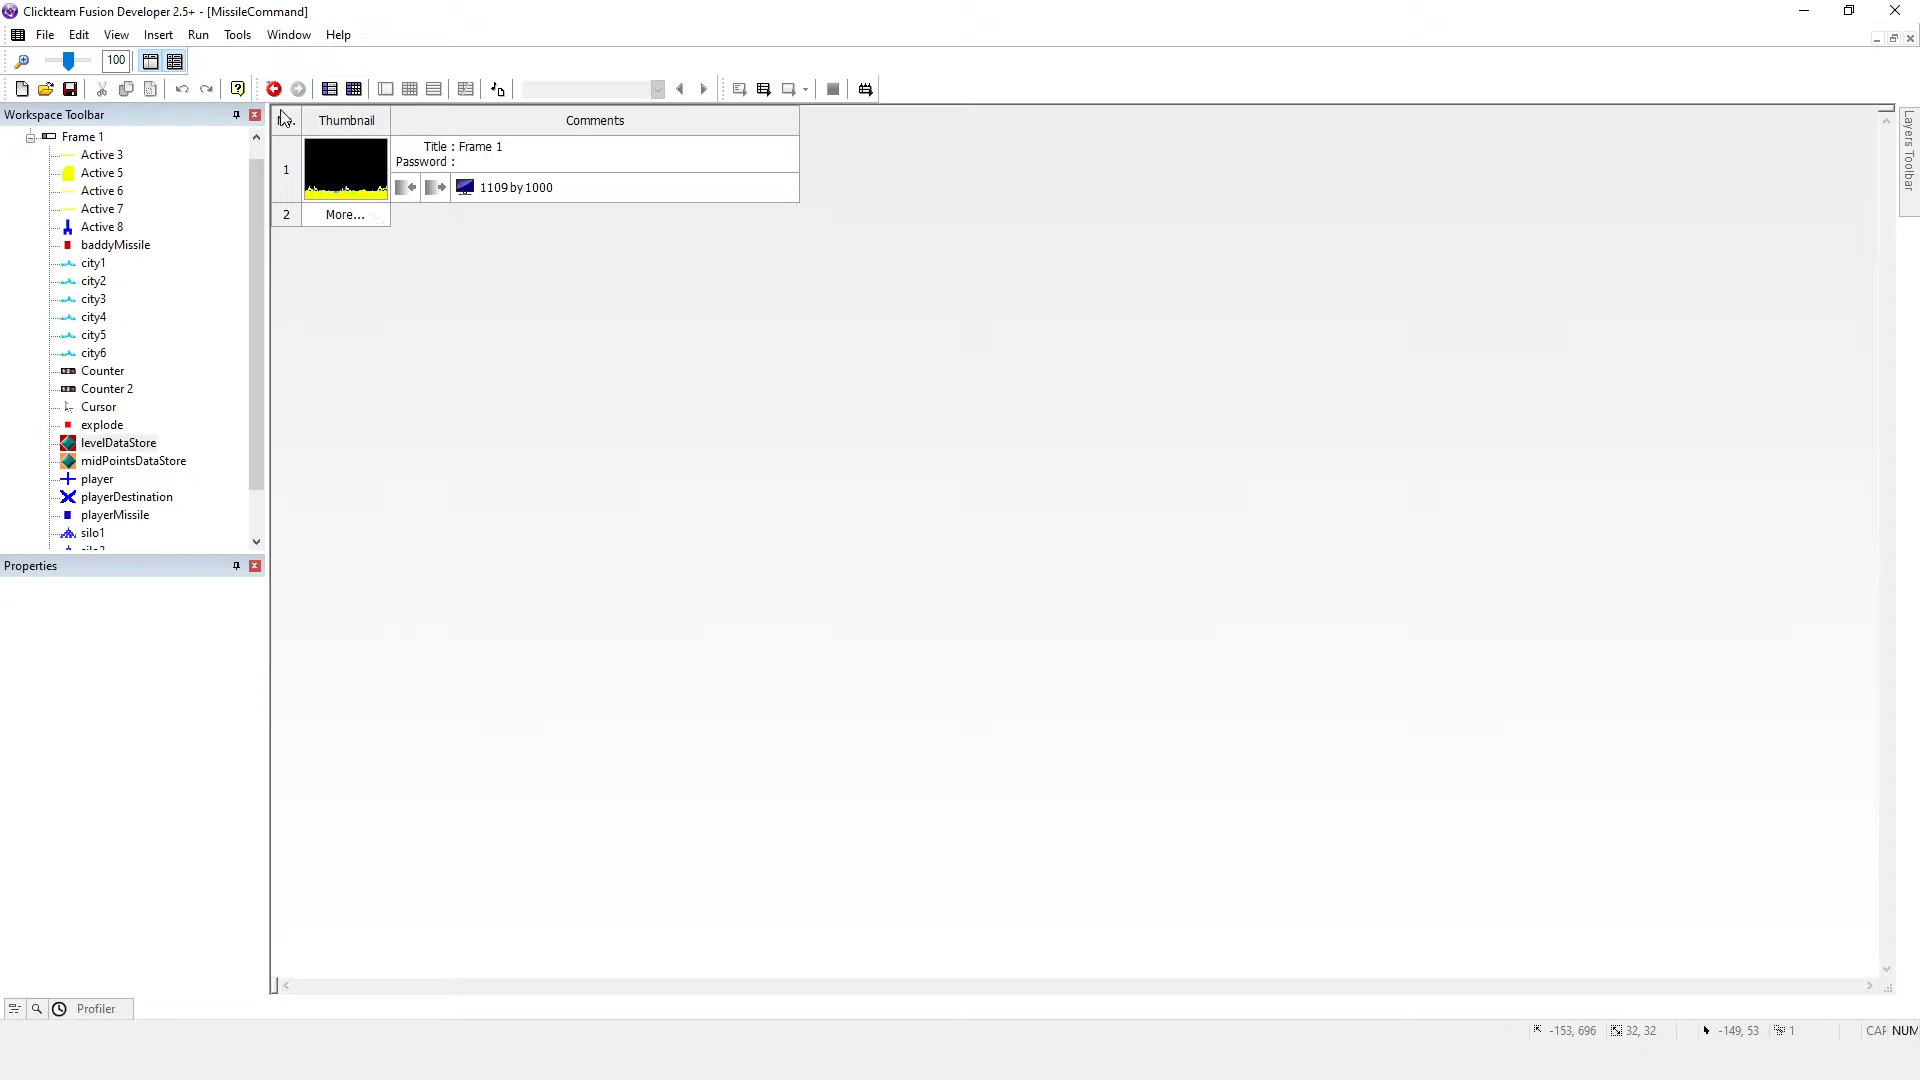 Clickteam Fusion Developer 2.5+ - [MissileCommand]
File Edit View Insert Run Tools Window Help
100
Workspace Toolbar
Frame 1
Active 3
Active 5
Active 6
Active 7
Active 8
baddyMissile
city1
city2
city3
city4
city5
city6
Counter
Counter 2
Cursor
explode
levelDataStore
midPointsDataStore
player
playerDestination
playerMissile
silo1
Properties
Profiler
Thumbnail Comments
1
Title : Frame 1
Password :
1109 by 1000
2 More...
Layers Toolbar
-153, 696 32, 32 -149, 53 1 CAP NUM